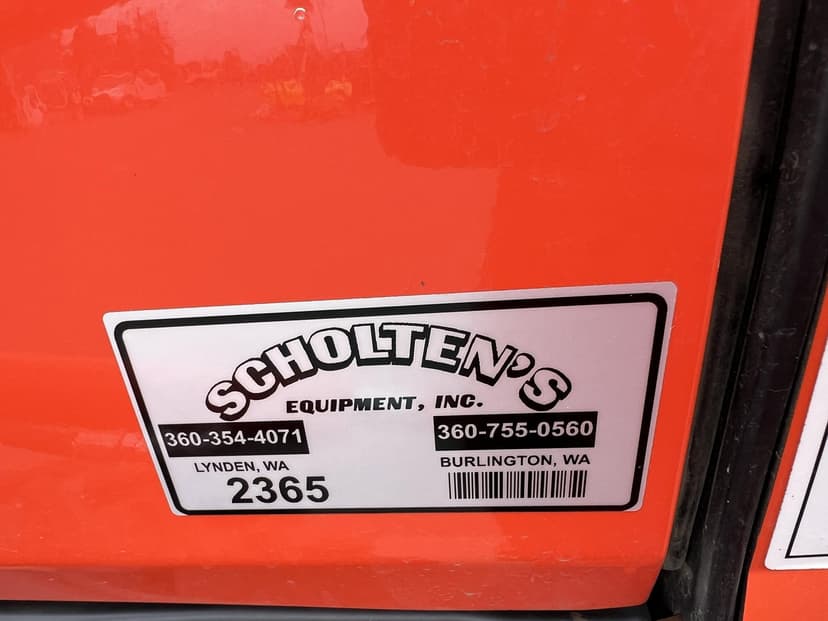 SCHOLTEN'S
EQUIPMENT, INC.
360-354-4071
LYNDEN, WA
2365
360-755-0560
BURLINGTON, WA